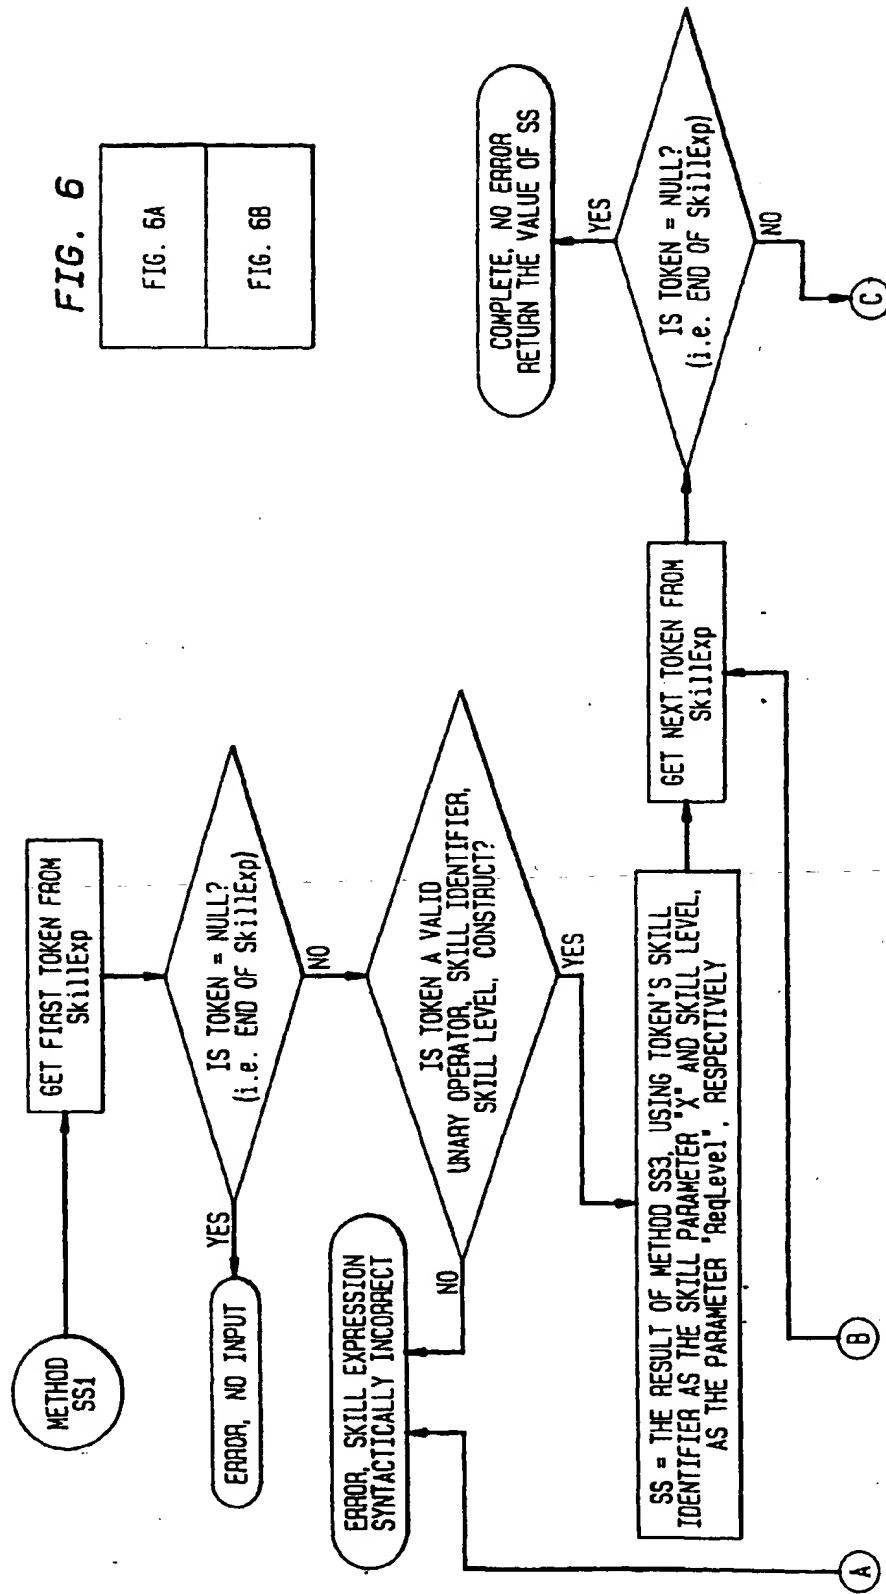 FIG. 6
FIG. 6A
FIG. 6B
METHOD
SS1
GET FIRST TOKEN FROM
SkillExp
IS TOKEN = NULL?
(i.e. END OF SkillExp)
YES
NO
ERROR, NO INPUT
IS TOKEN A VALID
UNARY OPERATOR, SKILL IDENTIFIER,
SKILL LEVEL, CONSTRUCT?
NO
YES
ERROR, SKILL EXPRESSION
SYNTACTICALLY INCORRECT
SS = THE RESULT OF METHOD SS3, USING TOKEN'S SKILL
IDENTIFIER AS THE SKILL PARAMETER "X" AND SKILL LEVEL,
AS THE PARAMETER "ReqLevel", RESPECTIVELY
GET NEXT TOKEN FROM
SkillExp
IS TOKEN = NULL?
(i.e. END OF SkillExp)
YES
NO
COMPLETE, NO ERROR
RETURN THE VALUE OF SS
A
B
C